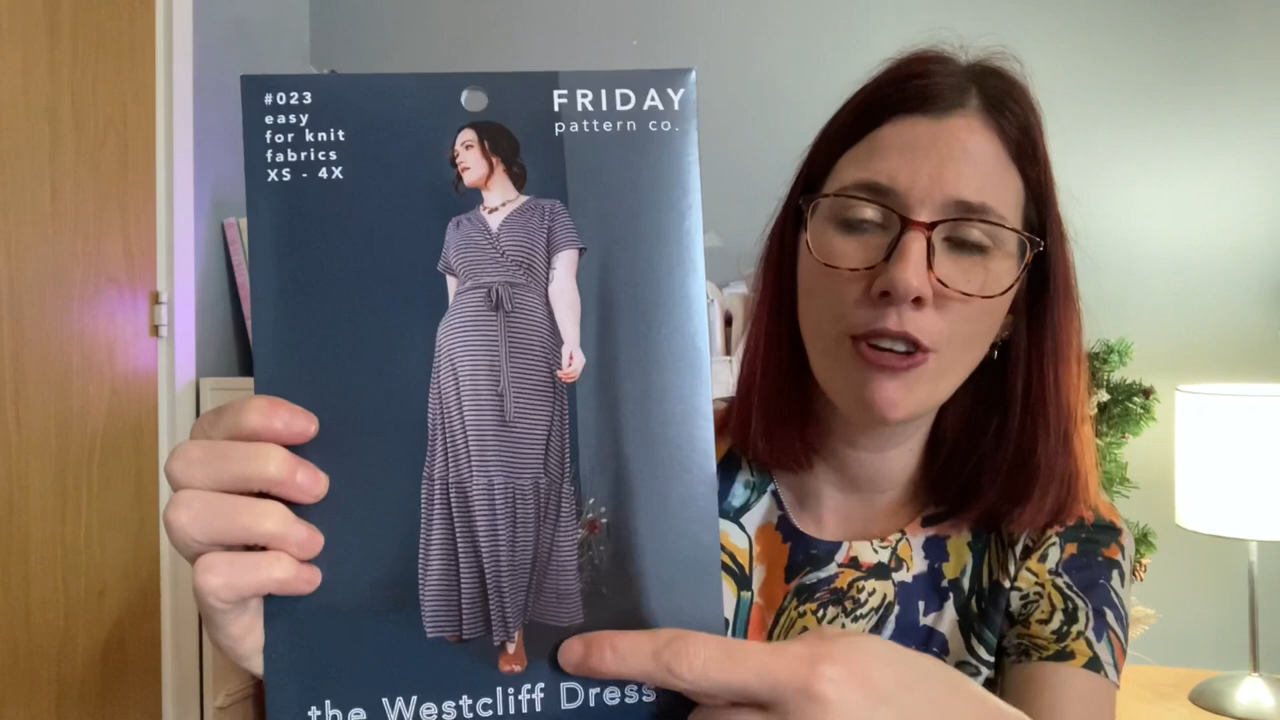 #023
easy
for knit
fabrics
XS - 4X
FRIDAY
pattern co.
the Westcliff Dress